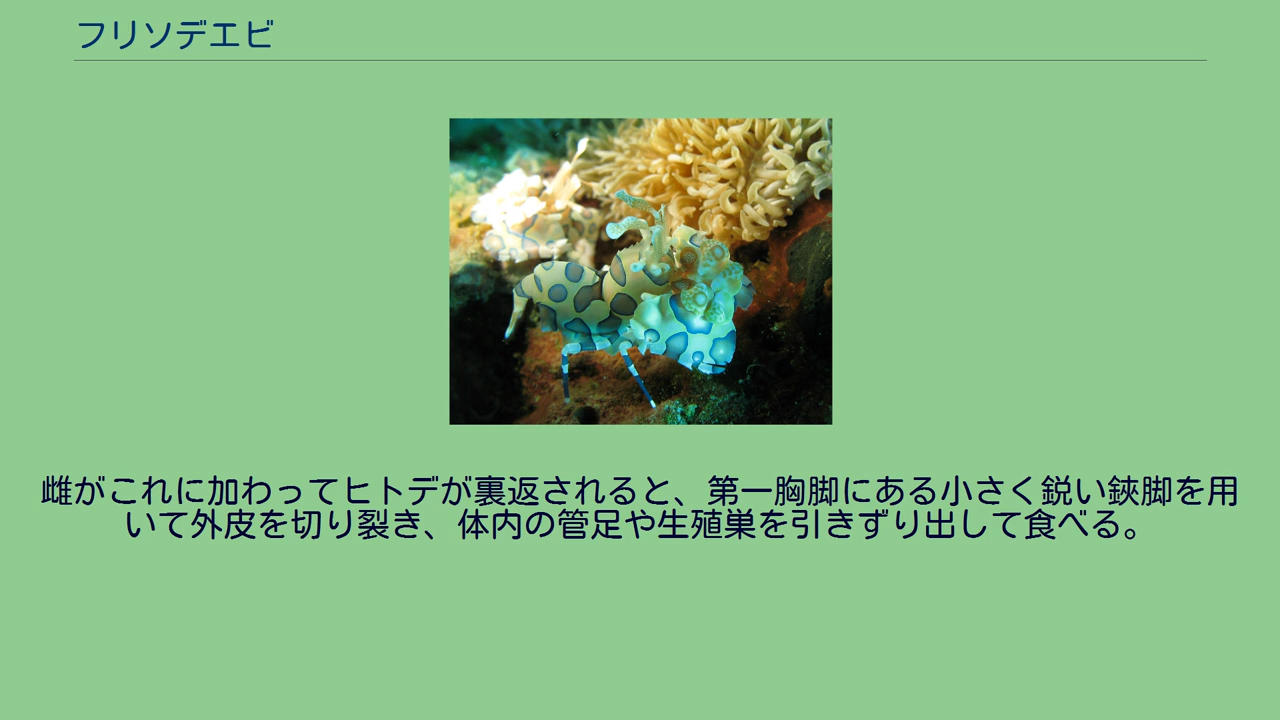 フリソデエビ
雌がこれに加わってヒトデが裏返されると、第一胸脚にある小さく鋭い鋏脚を用
いて外皮を切り裂き、体内の管足や生殖巣を引きずり出して食べる。